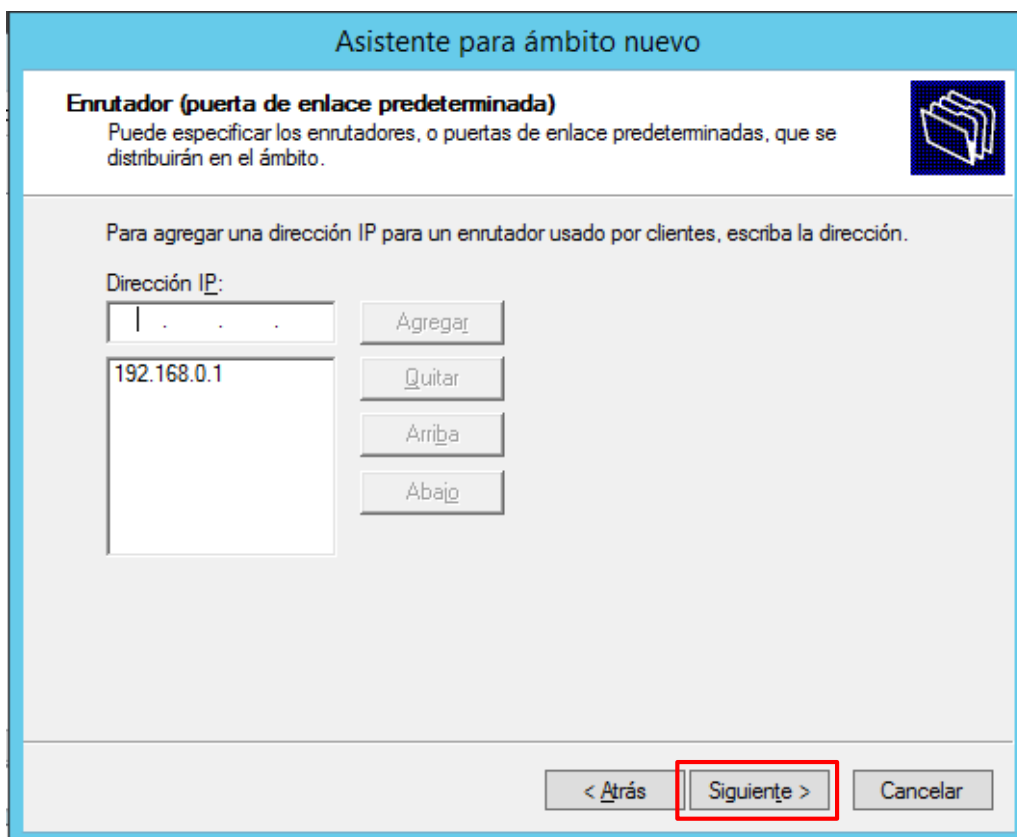 Asistente para ámbito nuevo
Enrutador (puerta de enlace predeterminada)
Puede especificar los enrutadores, o puertas de enlace predeterminadas, que se
distribuirán en el ámbito.
Para agregar una dirección IP para un enrutador usado por clientes, escriba la dirección.
Dirección IP:
. . .
Agregar
192.168.0.1
Quitar
Arriba
Abajo
< Atrás
Siguiente >
Cancelar